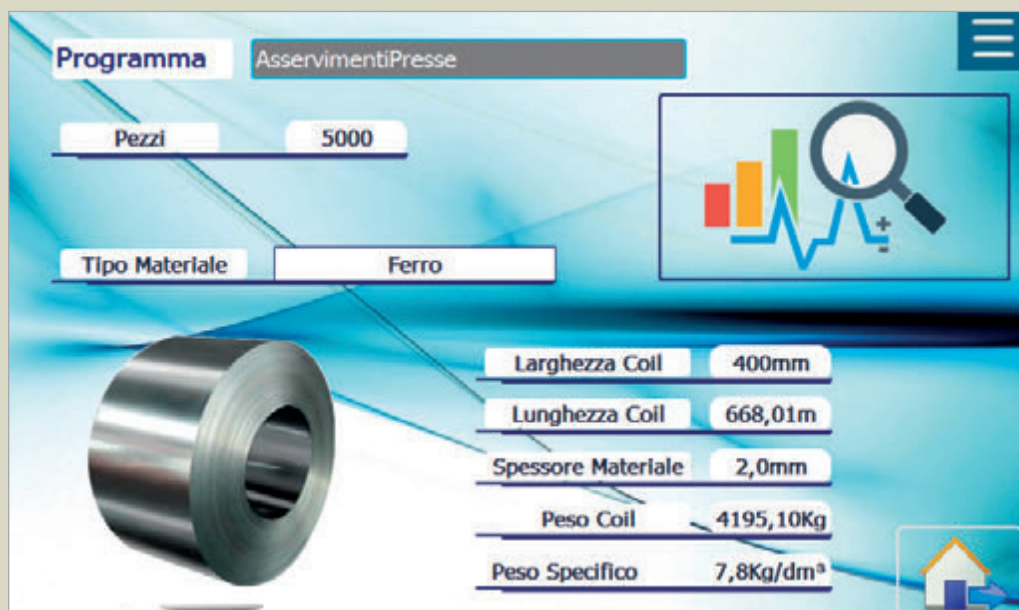 Programma AsservimentiPresse
Pezzi 5000
Tipo Materiale Ferro
Larghezza Coil 400mm
Lunghezza Coil 668,01m
Spessore Materiale 2,0mm
Peso Coil 4195,10Kg
Peso Specifico 7,8Kg/dm³